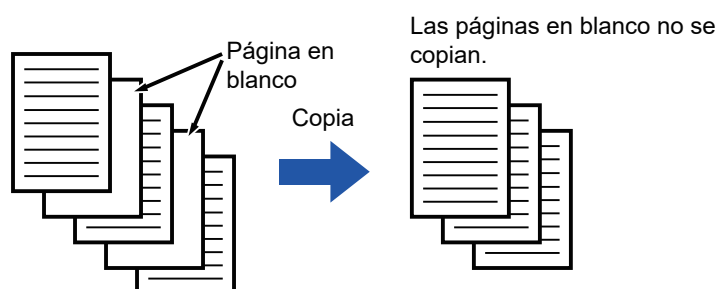 Página en
blanco
Copia
Las páginas en blanco no se
copian.